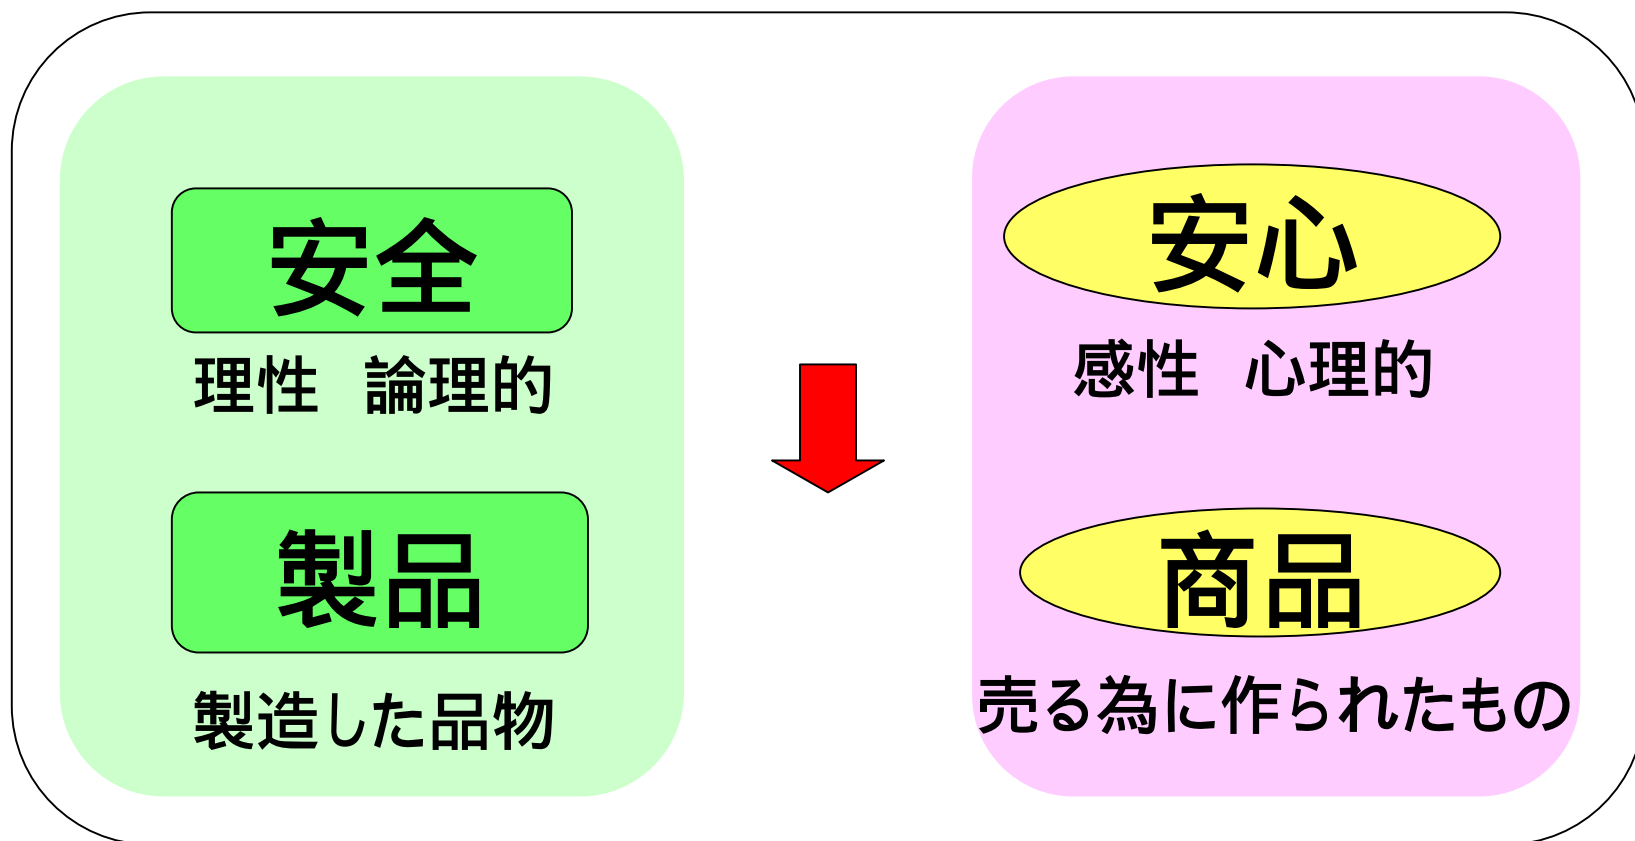 安全
理性 論理的
製品
製造した品物
安心
感性 心理的
商品
売る為に作られたもの